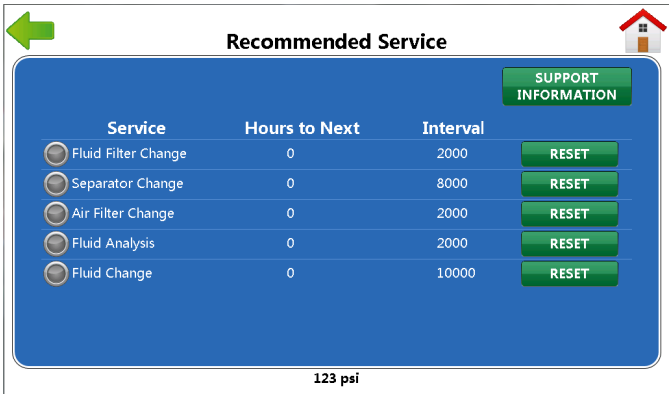 Recommended Service
SUPPORT
INFORMATION
Service Hours to Next Interval
Fluid Filter Change 0 2000 RESET
Separator Change 0 8000 RESET
Air Filter Change 0 2000 RESET
Fluid Analysis 0 2000 RESET
Fluid Change 0 10000 RESET
123 psi